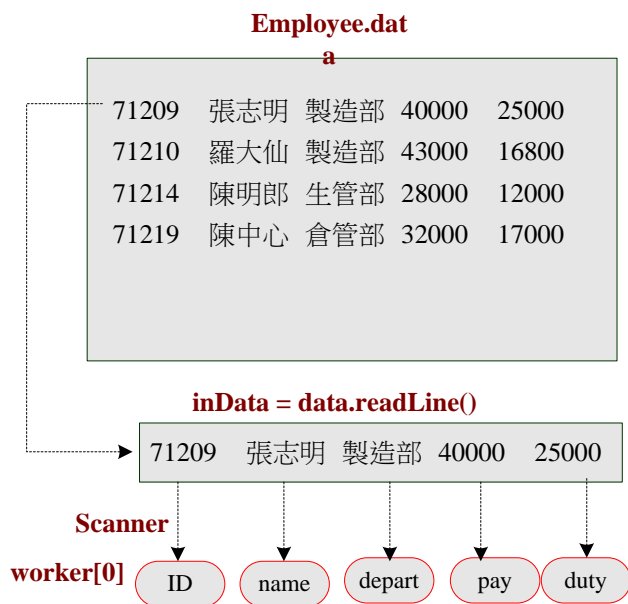 Employee.dat
a
71209 張志明 製造部 40000 25000
71210 羅大仙 製造部 43000 16800
71214 陳明郎 生管部 28000 12000
71219 陳中心 倉管部 32000 17000
inData = data.readLine()
71209 張志明 製造部 40000 25000
Scanner
worker[0] ID name depart pay duty